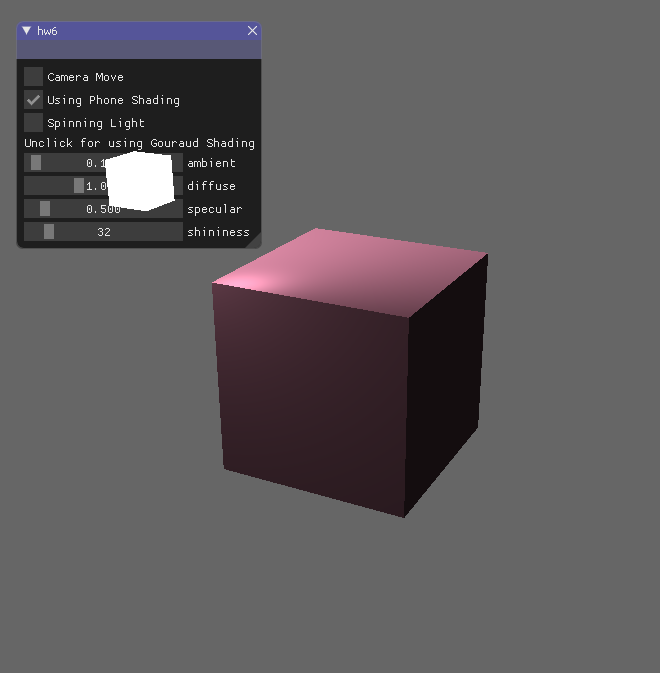 hw6
Camera Move
Using Phone Shading
Spinning Light
Unclick for using Gouraud Shading
ambient
diffuse
0.500 specular
32 shininess